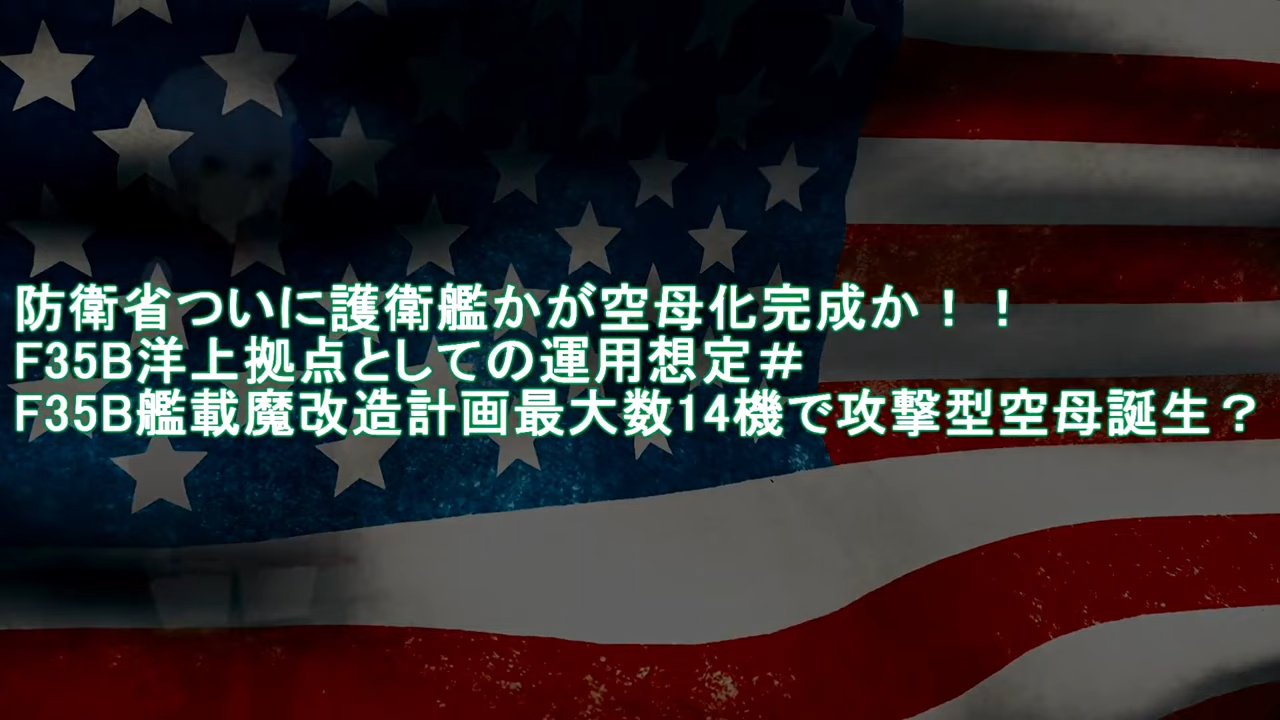 防衛省ついに護衛艦かが空母化完成か！！
F35B洋上拠点としての運用想定＃
F35B艦載魔改造計画最大数14機で攻撃型空母誕生？